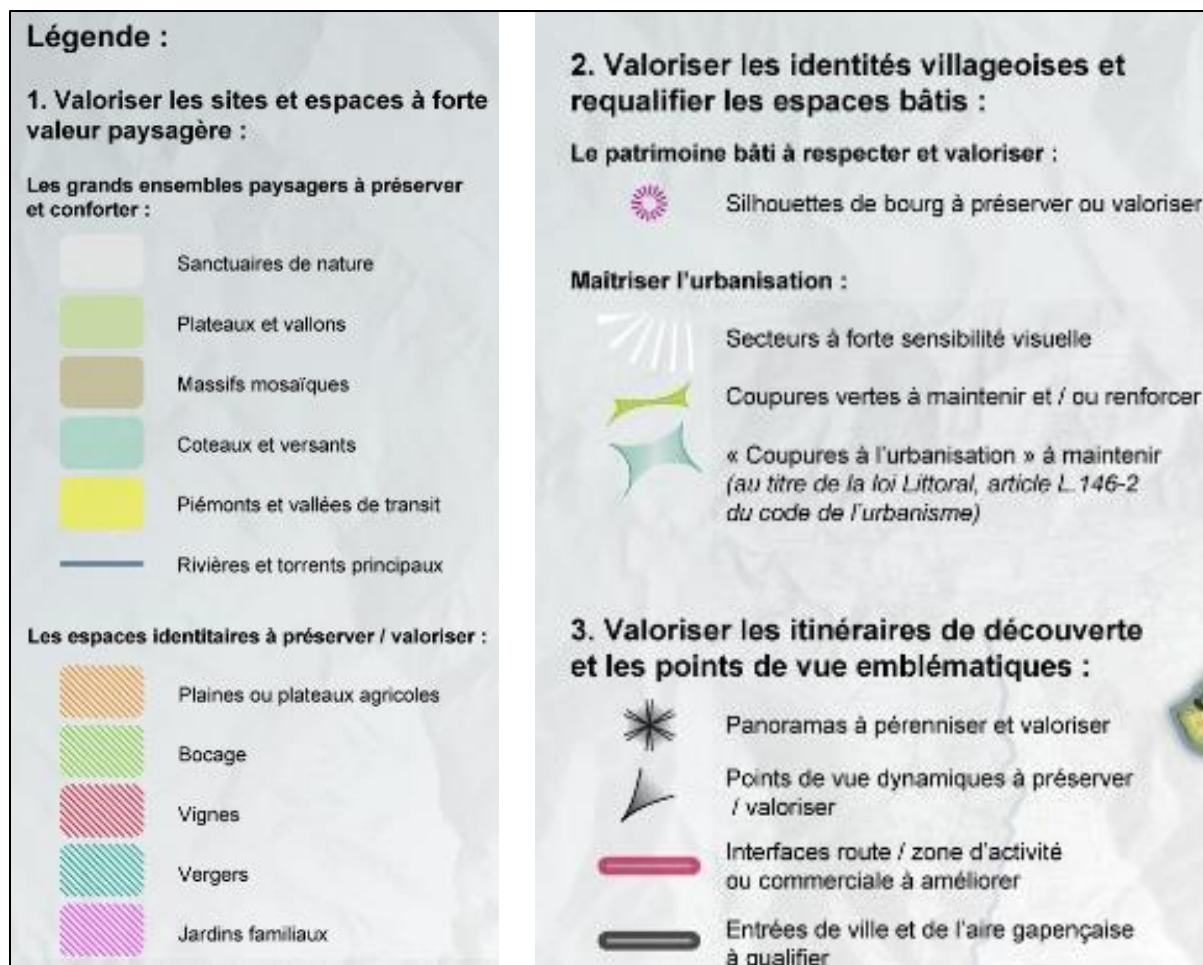 Légende :
1. Valoriser les sites et espaces à forte
valeur paysagère :
Les grands ensembles paysagers à préserver
et conforter :
Sanctuaires de nature
Plateaux et vallons
Massifs mosaïques
Coteaux et versants
Piémonts et vallées de transit
Rivières et torrents principaux
Les espaces identitaires à préserver / valoriser :
Plaines ou plateaux agricoles
Bocage
Vignes
Vergers
Jardins familiaux
2. Valoriser les identités villageoises et
requalifier les espaces bâtis :
Le patrimoine bâti à respecter et valoriser :
Silhouettes de bourg à préserver ou valoriser
Maîtriser l'urbanisation :
Secteurs à forte sensibilité visuelle
Coupures vertes à maintenir et / ou renforcer
« Coupures à l'urbanisation » à maintenir
(au titre de la loi Littoral, article L.146-2
du code de l'urbanisme)
3. Valoriser les itinéraires de découverte
et les points de vue emblématiques :
Panoramas à pérenniser et valoriser
Points de vue dynamiques à préserver
/ valoriser
Interfaces route / zone d'activité
ou commerciale à améliorer
Entrées de ville et de l'aire gapençaise
à qualifier